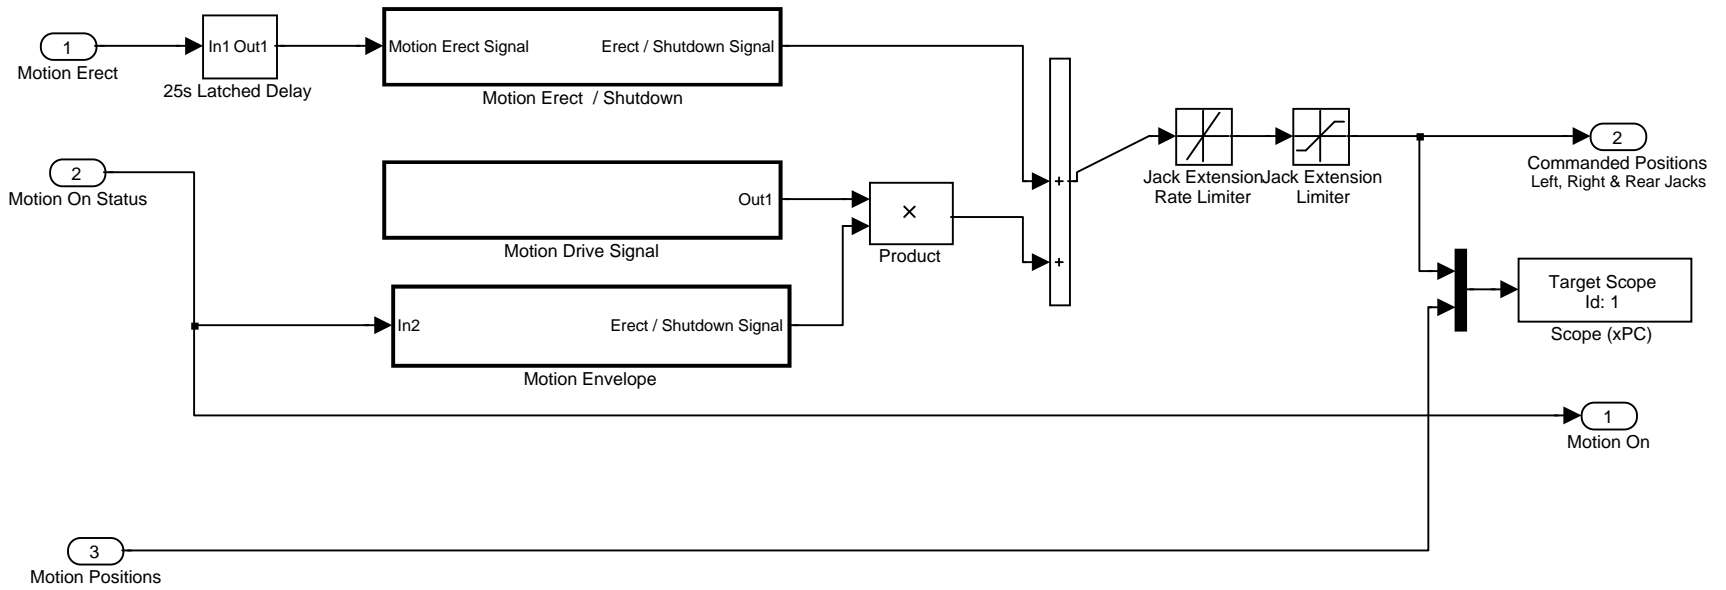 1
Motion Erect
In1 Out1
25s Latched Delay
Motion Erect Signal
Erect / Shutdown Signal
Motion Erect / Shutdown
2
Motion On Status
Out1
Motion Drive Signal
×
Product
In2
Erect / Shutdown Signal
Motion Envelope
+
+
Jack Extension
Rate Limiter
Jack Extension
Limiter
2
Commanded Positions
Left, Right & Rear Jacks
Target Scope
Id: 1
Scope (xPC)
1
Motion On
3
Motion Positions